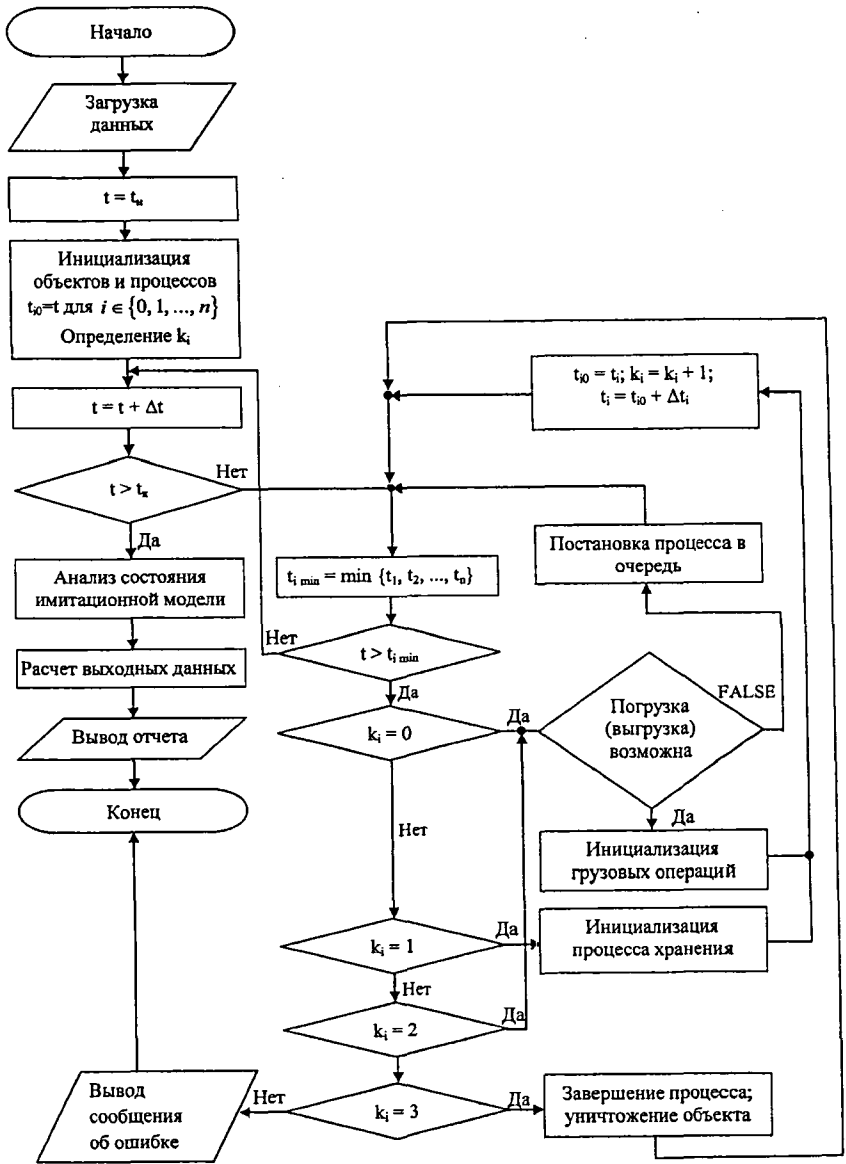 Начало
Загрузка
данных
t = tн
Инициализация
объектов и процессов
ti0=t для i ∈ {0, 1, ..., n}
Определение ki
t = t + Δt
t > tк
Нет
Да
Анализ состояния
имитационной модели
Расчет выходных данных
Вывод отчета
Конец
ti0 = ti; ki = ki + 1;
ti = ti0 + Δti
Постановка процесса в
очередь
ti min = min {t1, t2, ..., tn}
Нет
t > ti min
Да
ki = 0
Да
Погрузка
(выгрузка)
возможна
FALSE
Да
Нет
Инициализация
грузовых операций
ki = 1
Да
Инициализация
процесса хранения
Нет
ki = 2
Да
ki = 3
Нет
Да
Вывод
сообщения
об ошибке
Завершение процесса;
уничтожение объекта